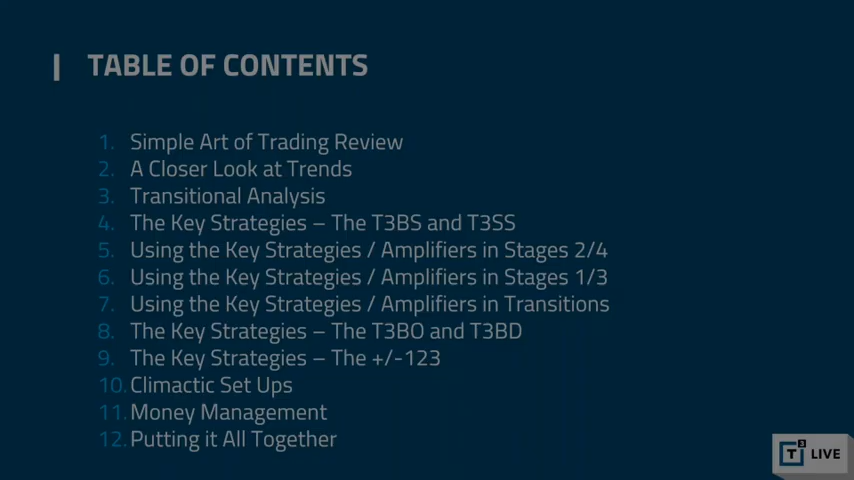 TABLE OF CONTENTS
1. Simple Art of Trading Review
2. A Closer Look at Trends
3. Transitional Analysis
4. The Key Strategies – The T3BS and T3SS
5. Using the Key Strategies / Amplifiers in Stages 2/4
6. Using the Key Strategies / Amplifiers in Stages 1/3
7. Using the Key Strategies / Amplifiers in Transitions
8. The Key Strategies – The T3BO and T3BD
9. The Key Strategies – The +/-123
10. Climactic Set Ups
11. Money Management
12. Putting it All Together
T3 LIVE